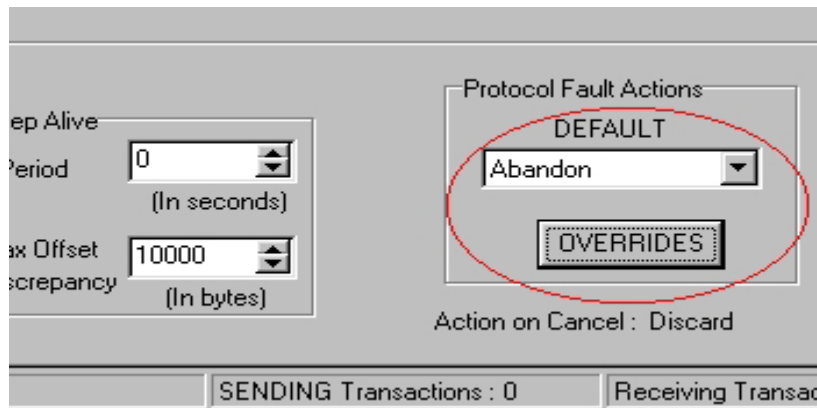 Protocol Fault Actions
DEFAULT
Abandon
OVERRIDES
Action on Cancel : Discard
ep Alive
Period
0
(In seconds)
ax Offset
screpancy
10000
(In bytes)
SENDING Transactions : 0
Receiving Transac